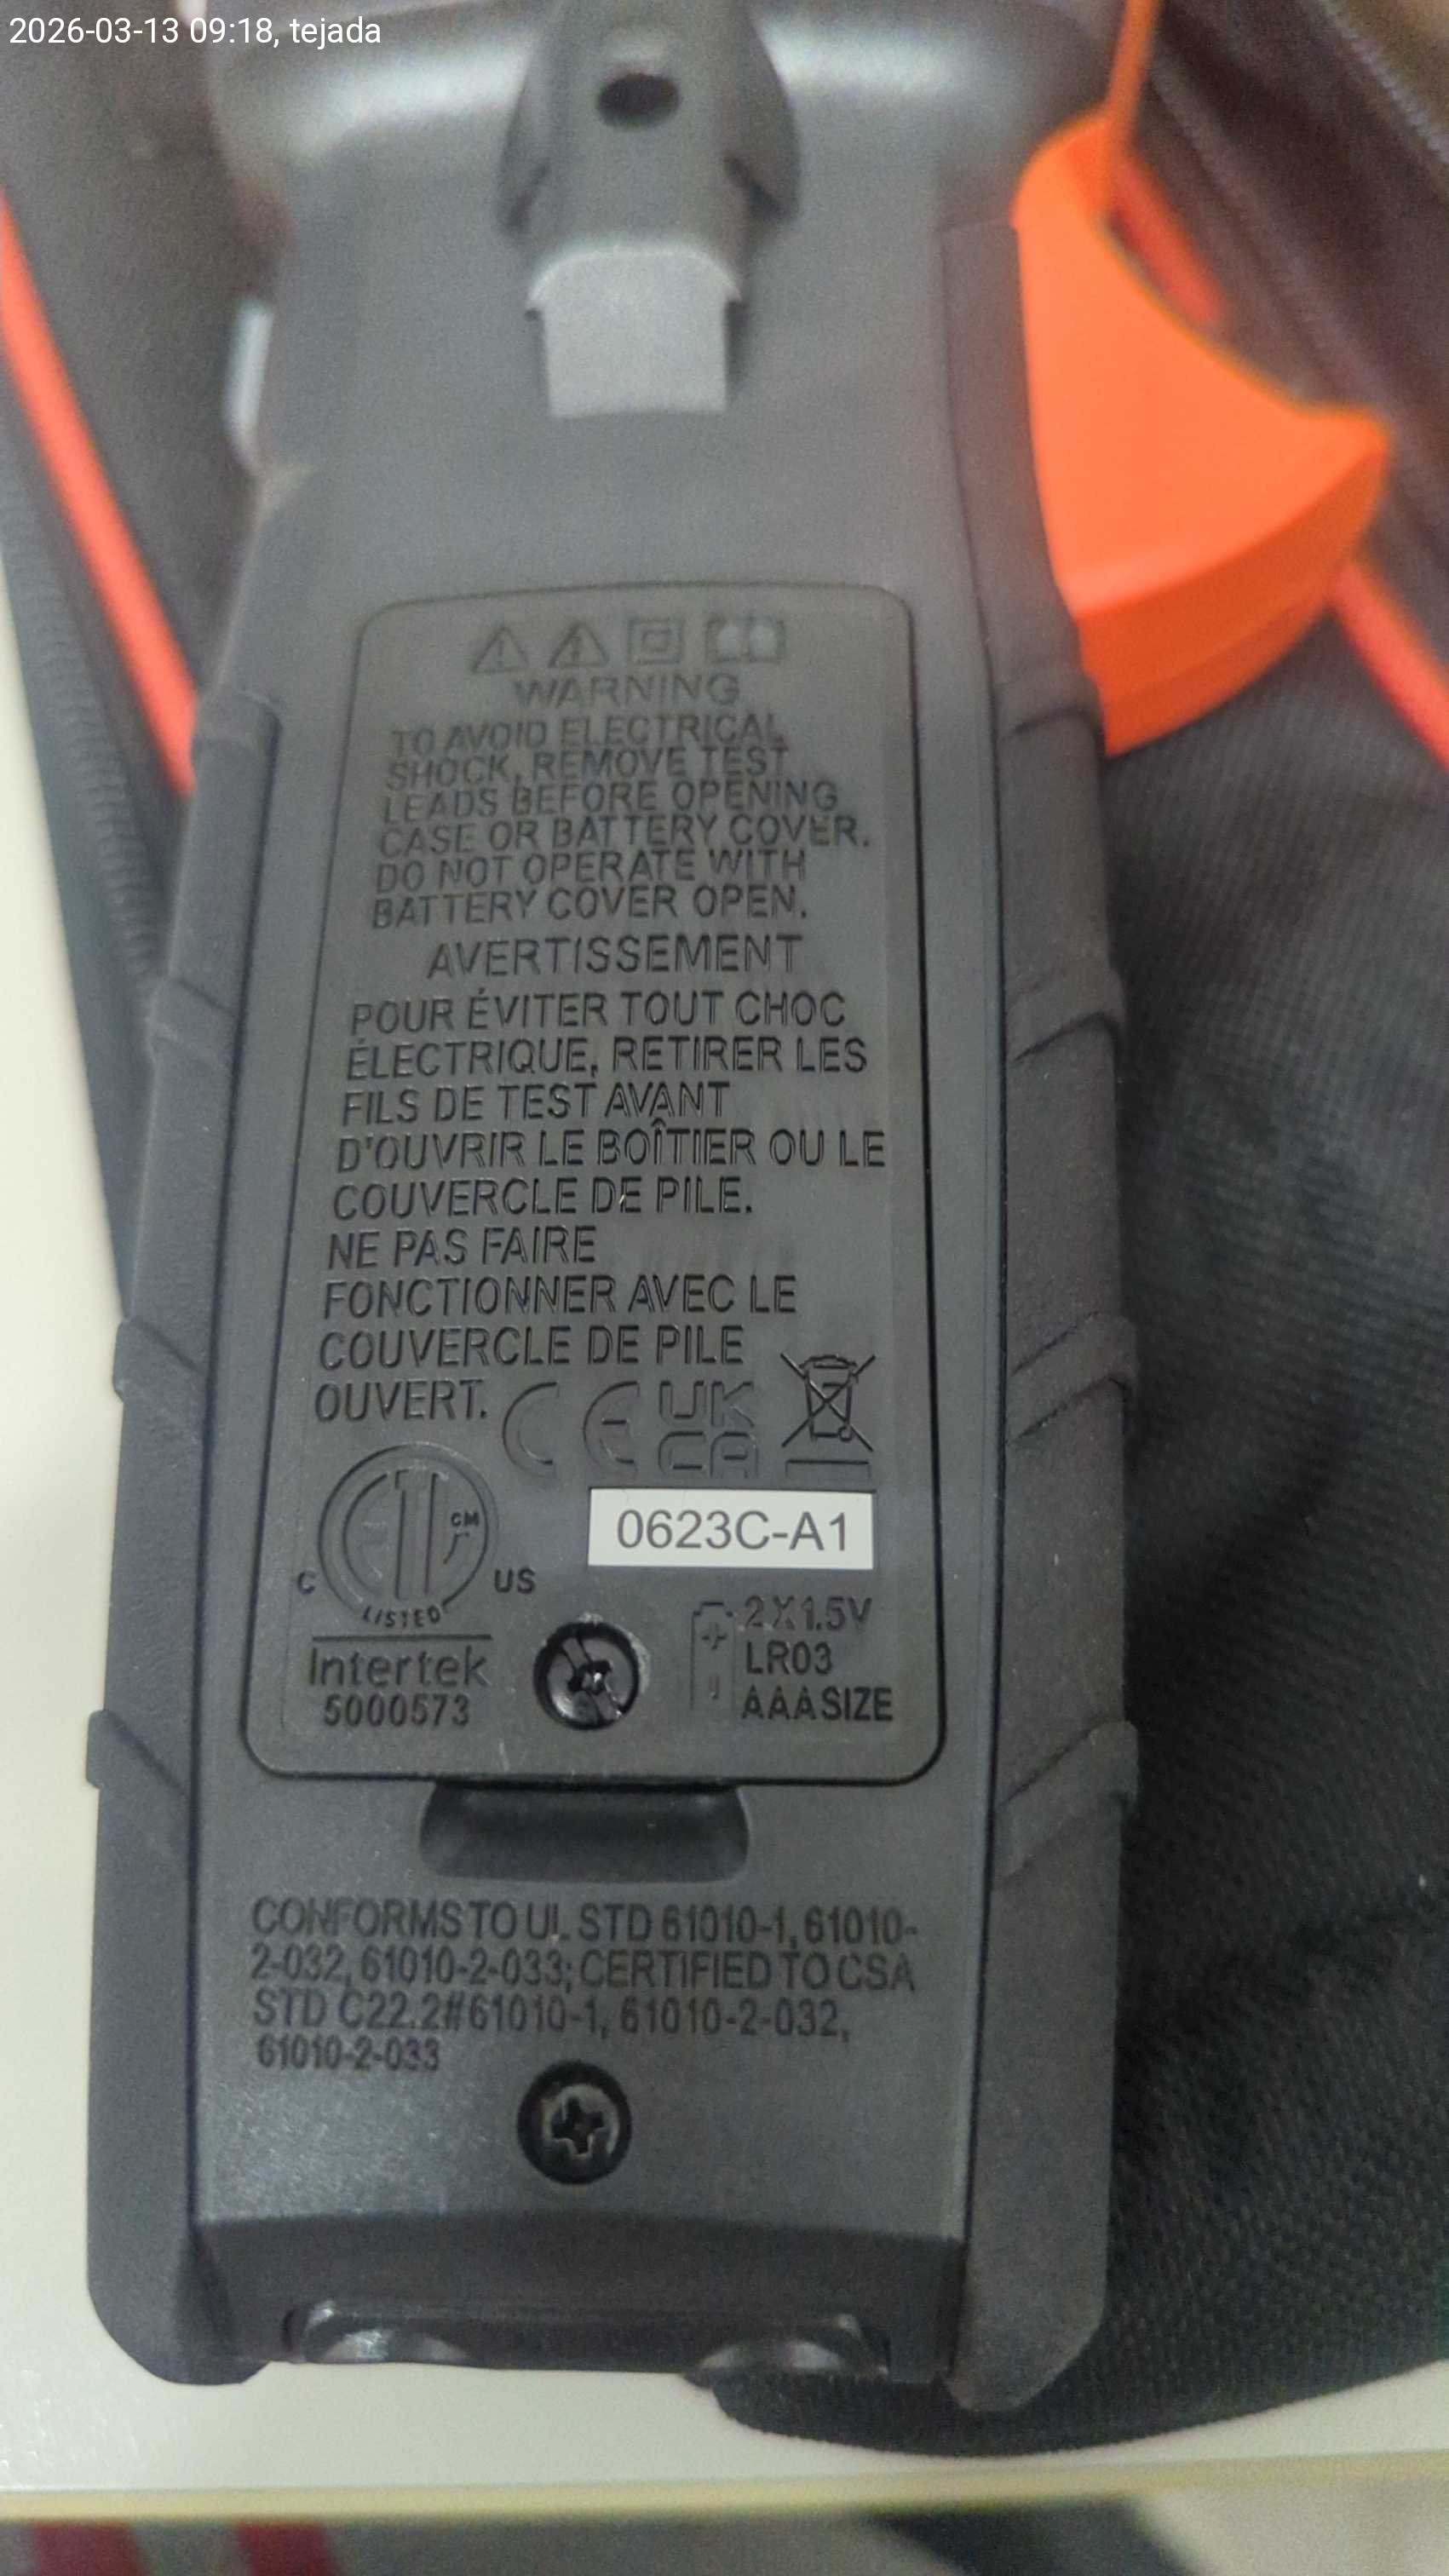 2026-03-13 09:18, tejada
WARNING
TO AVOID ELECTRICAL
SHOCK, REMOVE TEST
LEADS BEFORE OPENING
CASE OR BATTERY COVER.
DO NOT OPERATE WITH
BATTERY COVER OPEN.
AVERTISSEMENT
POUR ÉVITER TOUT CHOC
ÉLECTRIQUE, RETIRER LES
FILS DE TEST AVANT
D'OUVRIR LE BOÎTIER OU LE
COUVERCLE DE PILE.
NE PAS FAIRE
FONCTIONNER AVEC LE
COUVERCLE DE PILE
OUVERT.
CE UK
CA
ETL CM
C US
LISTED
Intertek
5000573
0623C-A1
+ 2X1.5V
LR03
- AAA SIZE
CONFORMS TO UL STD 61010-1, 61010-
2-032, 61010-2-033; CERTIFIED TO CSA
STD C22.2#61010-1, 61010-2-032,
61010-2-033